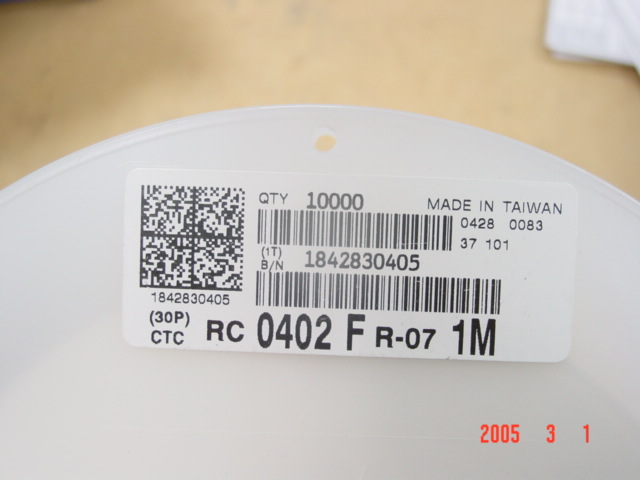 QTY 10000
MADE IN TAIWAN
0428 0083
37 101
(1T)
B/N 1842830405
1842830405
(30P)
CTC RC 0402 F R-07 1M
2005 3 1